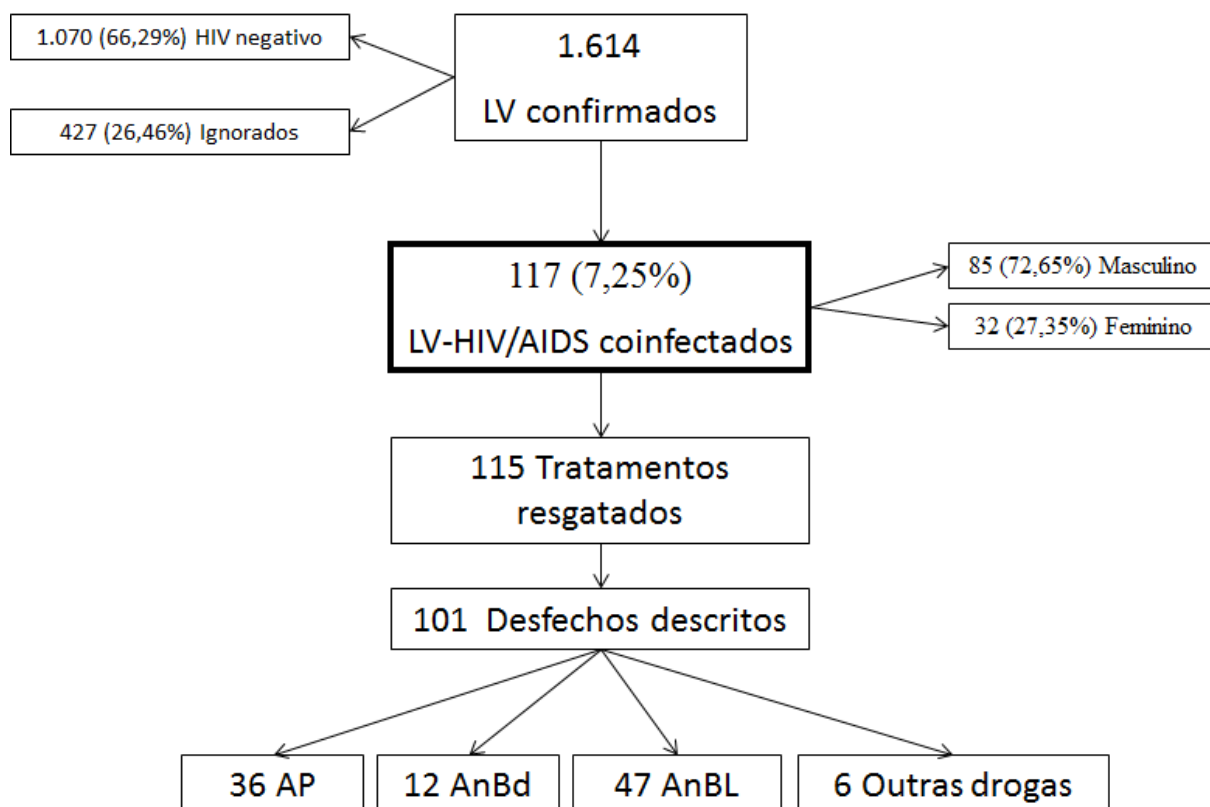 1.070 (66,29%) HIV negativo
427 (26,46%) Ignorados
1.614
LV confirmados
117 (7,25%)
LV-HIV/AIDS coinfectados
85 (72,65%) Masculino
32 (27,35%) Feminino
115 Tratamentos
resgatados
101 Desfechos descritos
36 AP
12 AnBd
47 AnBL
6 Outras drogas